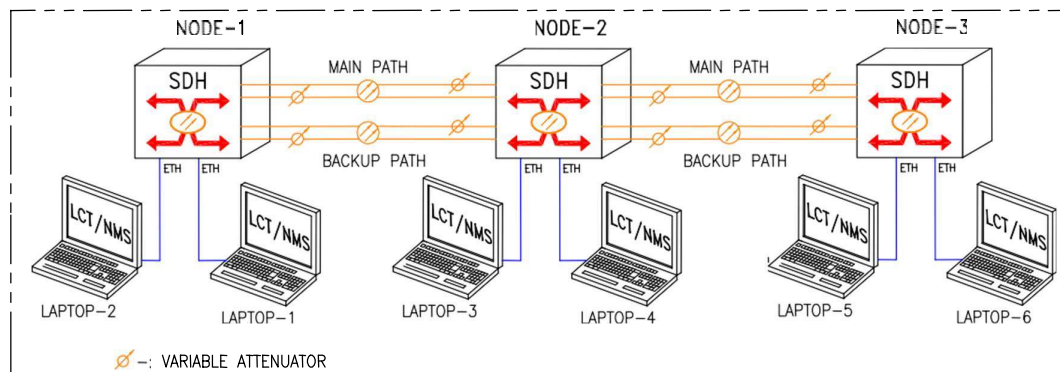 NODE-1
NODE-2
NODE-3
SDH
MAIN PATH
SDH
MAIN PATH
SDH
BACKUP PATH
BACKUP PATH
ETH
ETH
ETH
ETH
ETH
ETH
LCT/NMS
LCT/NMS
LCT/NMS
LCT/NMS
LCT/NMS
LCT/NMS
LAPTOP-2
LAPTOP-1
LAPTOP-3
LAPTOP-4
LAPTOP-5
LAPTOP-6
-: VARIABLE ATTENUATOR